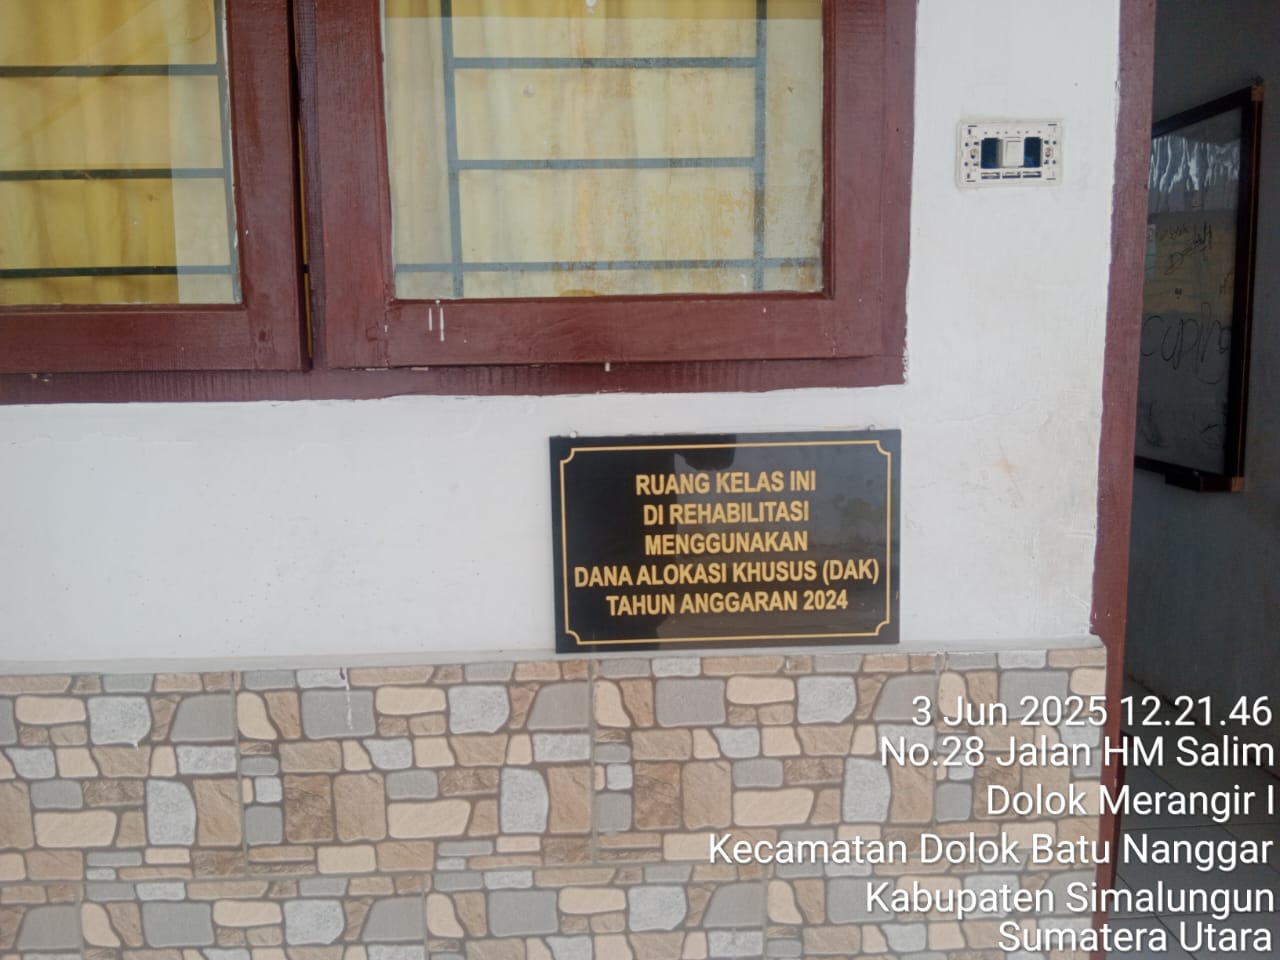 RUANG KELAS INI
DI REHABILITASI
MENGGUNAKAN
DANA ALOKASI KHUSUS (DAK)
TAHUN ANGGARAN 2024
3 Jun 2025 12.21.46
No.28 Jalan HM Salim
Dolok Merangir I
Kecamatan Dolok Batu Nanggar
Kabupaten Simalungun
Sumatera Utara